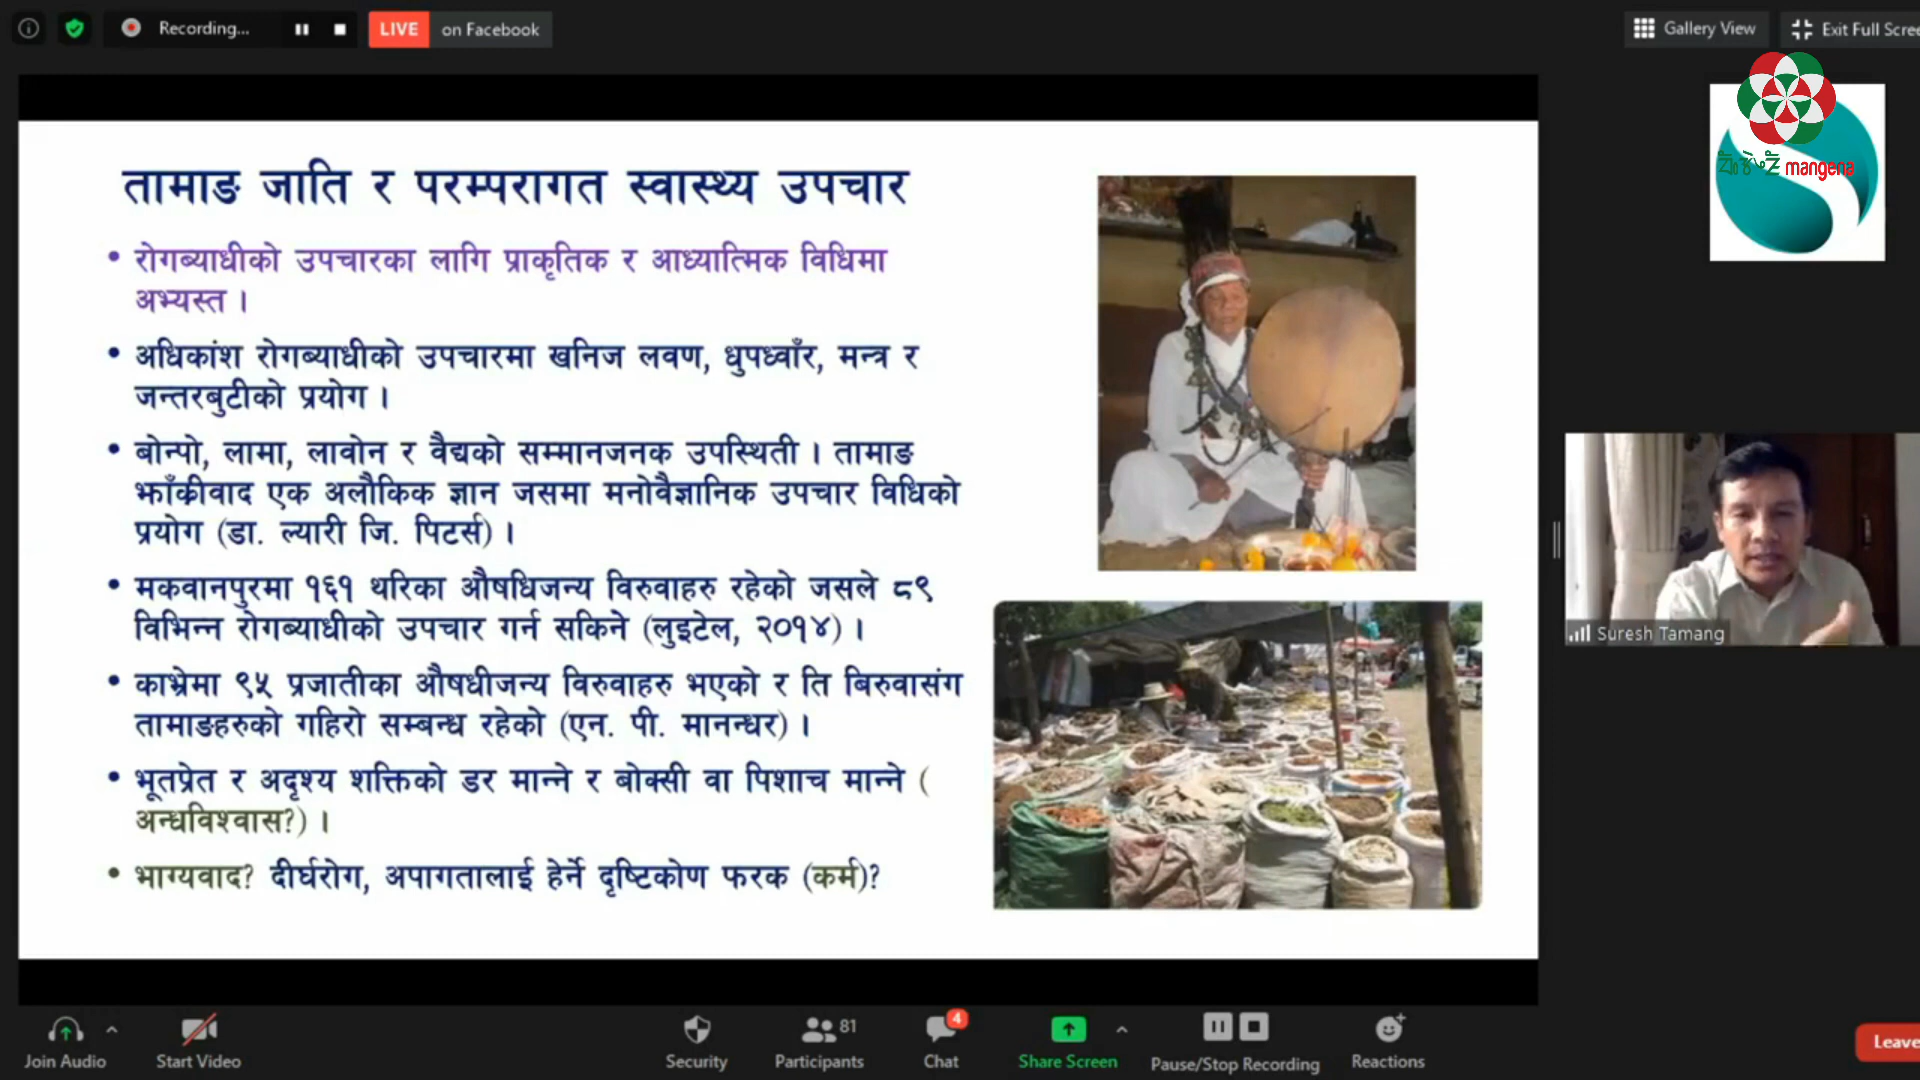 Recording...
LIVE on Facebook
Gallery View
Exit Full Scree
mangena
तामाङ जाति र परम्परागत स्वास्थ्य उपचार
• रोगब्याधीको उपचारका लागि प्राकृतिक र आध्यात्मिक विधिमा
अभ्यस्त ।
• अधिकांश रोगब्याधीको उपचारमा खनिज लवण, धुपध्वाँर, मन्त्र र
जन्तरबुटीको प्रयोग ।
• बोन्पो, लामा, लावोन र वैद्यको सम्मानजनक उपस्थिती । तामाङ
झाँक्रीवाद एक अलौकिक ज्ञान जसमा मनोवैज्ञानिक उपचार विधिको
प्रयोग (डा. ल्यारी जि. पिटर्स) ।
• मकवानपुरमा १६१ थरिका औषधिजन्य विरुवाहरु रहेको जसले ८९
विभिन्न रोगब्याधीको उपचार गर्न सकिने (लुइटेल, २०१४) ।
• काभ्रेमा ९५ प्रजातीका औषधीजन्य विरुवाहरु भएको र ति बिरुवासंग
तामाङहरुको गहिरो सम्बन्ध रहेको (एन. पी. मानन्धर) ।
• भूतप्रेत र अदृश्य शक्तिको डर मान्ने र बोक्सी वा पिशाच मान्ने (
अन्धविश्वास?) ।
• भाग्यवाद? दीर्घरोग, अपागतालाई हेर्ने दृष्टिकोण फरक (कर्म)?
Suresh Tamang
Join Audio
Start Video
Security
81
Participants
4
Chat
Share Screen
Pause/Stop Recording
Reactions
Leave